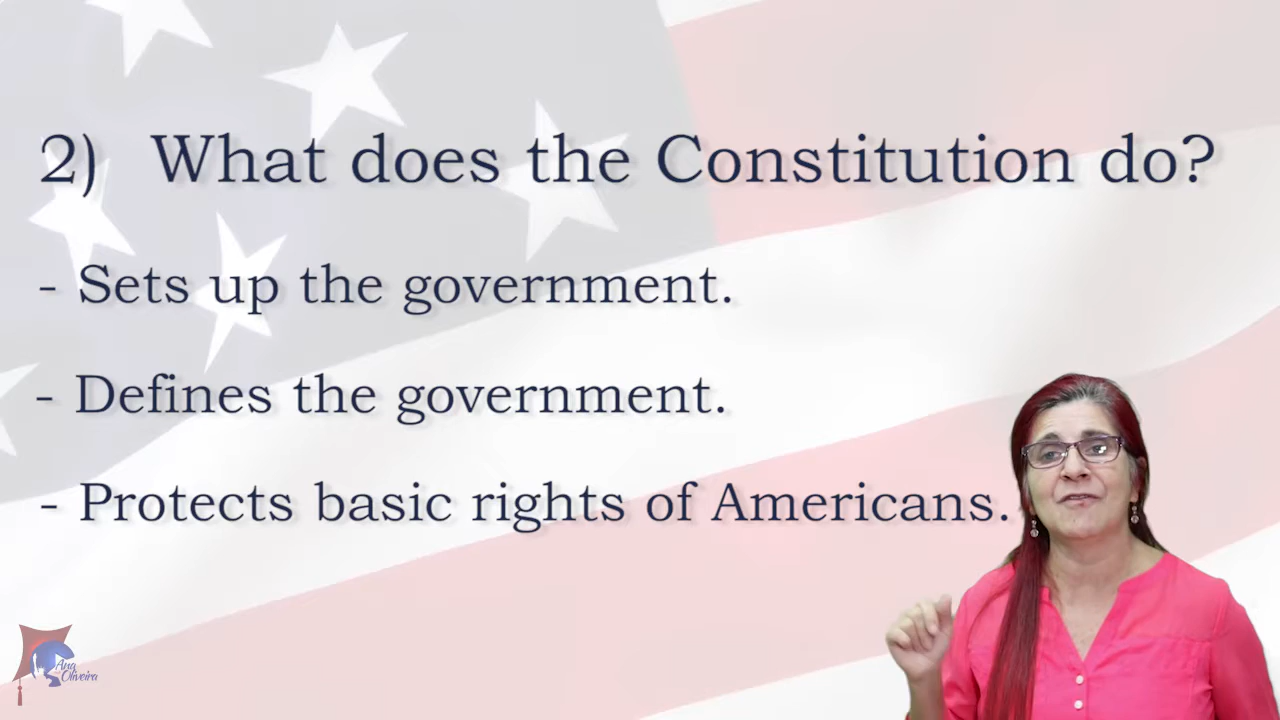 2) What does the Constitution do?
- Sets up the government.
- Defines the government.
- Protects basic rights of Americans.
Ana
Oliveira